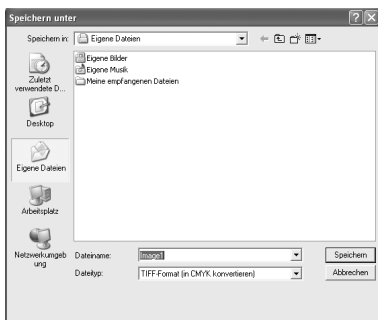 Speichern unter
Speichern in: Eigene Dateien
Zuletzt
verwendete D...
Desktop
Eigene Dateien
Arbeitsplatz
Netzwerkumgeb
ung
Eigene Bilder
Eigene Musik
Meine empfangenen Dateien
Dateiname: Image1 Speichern
Dateityp: TIFF-Format (in CMYK konvertieren) Abbrechen